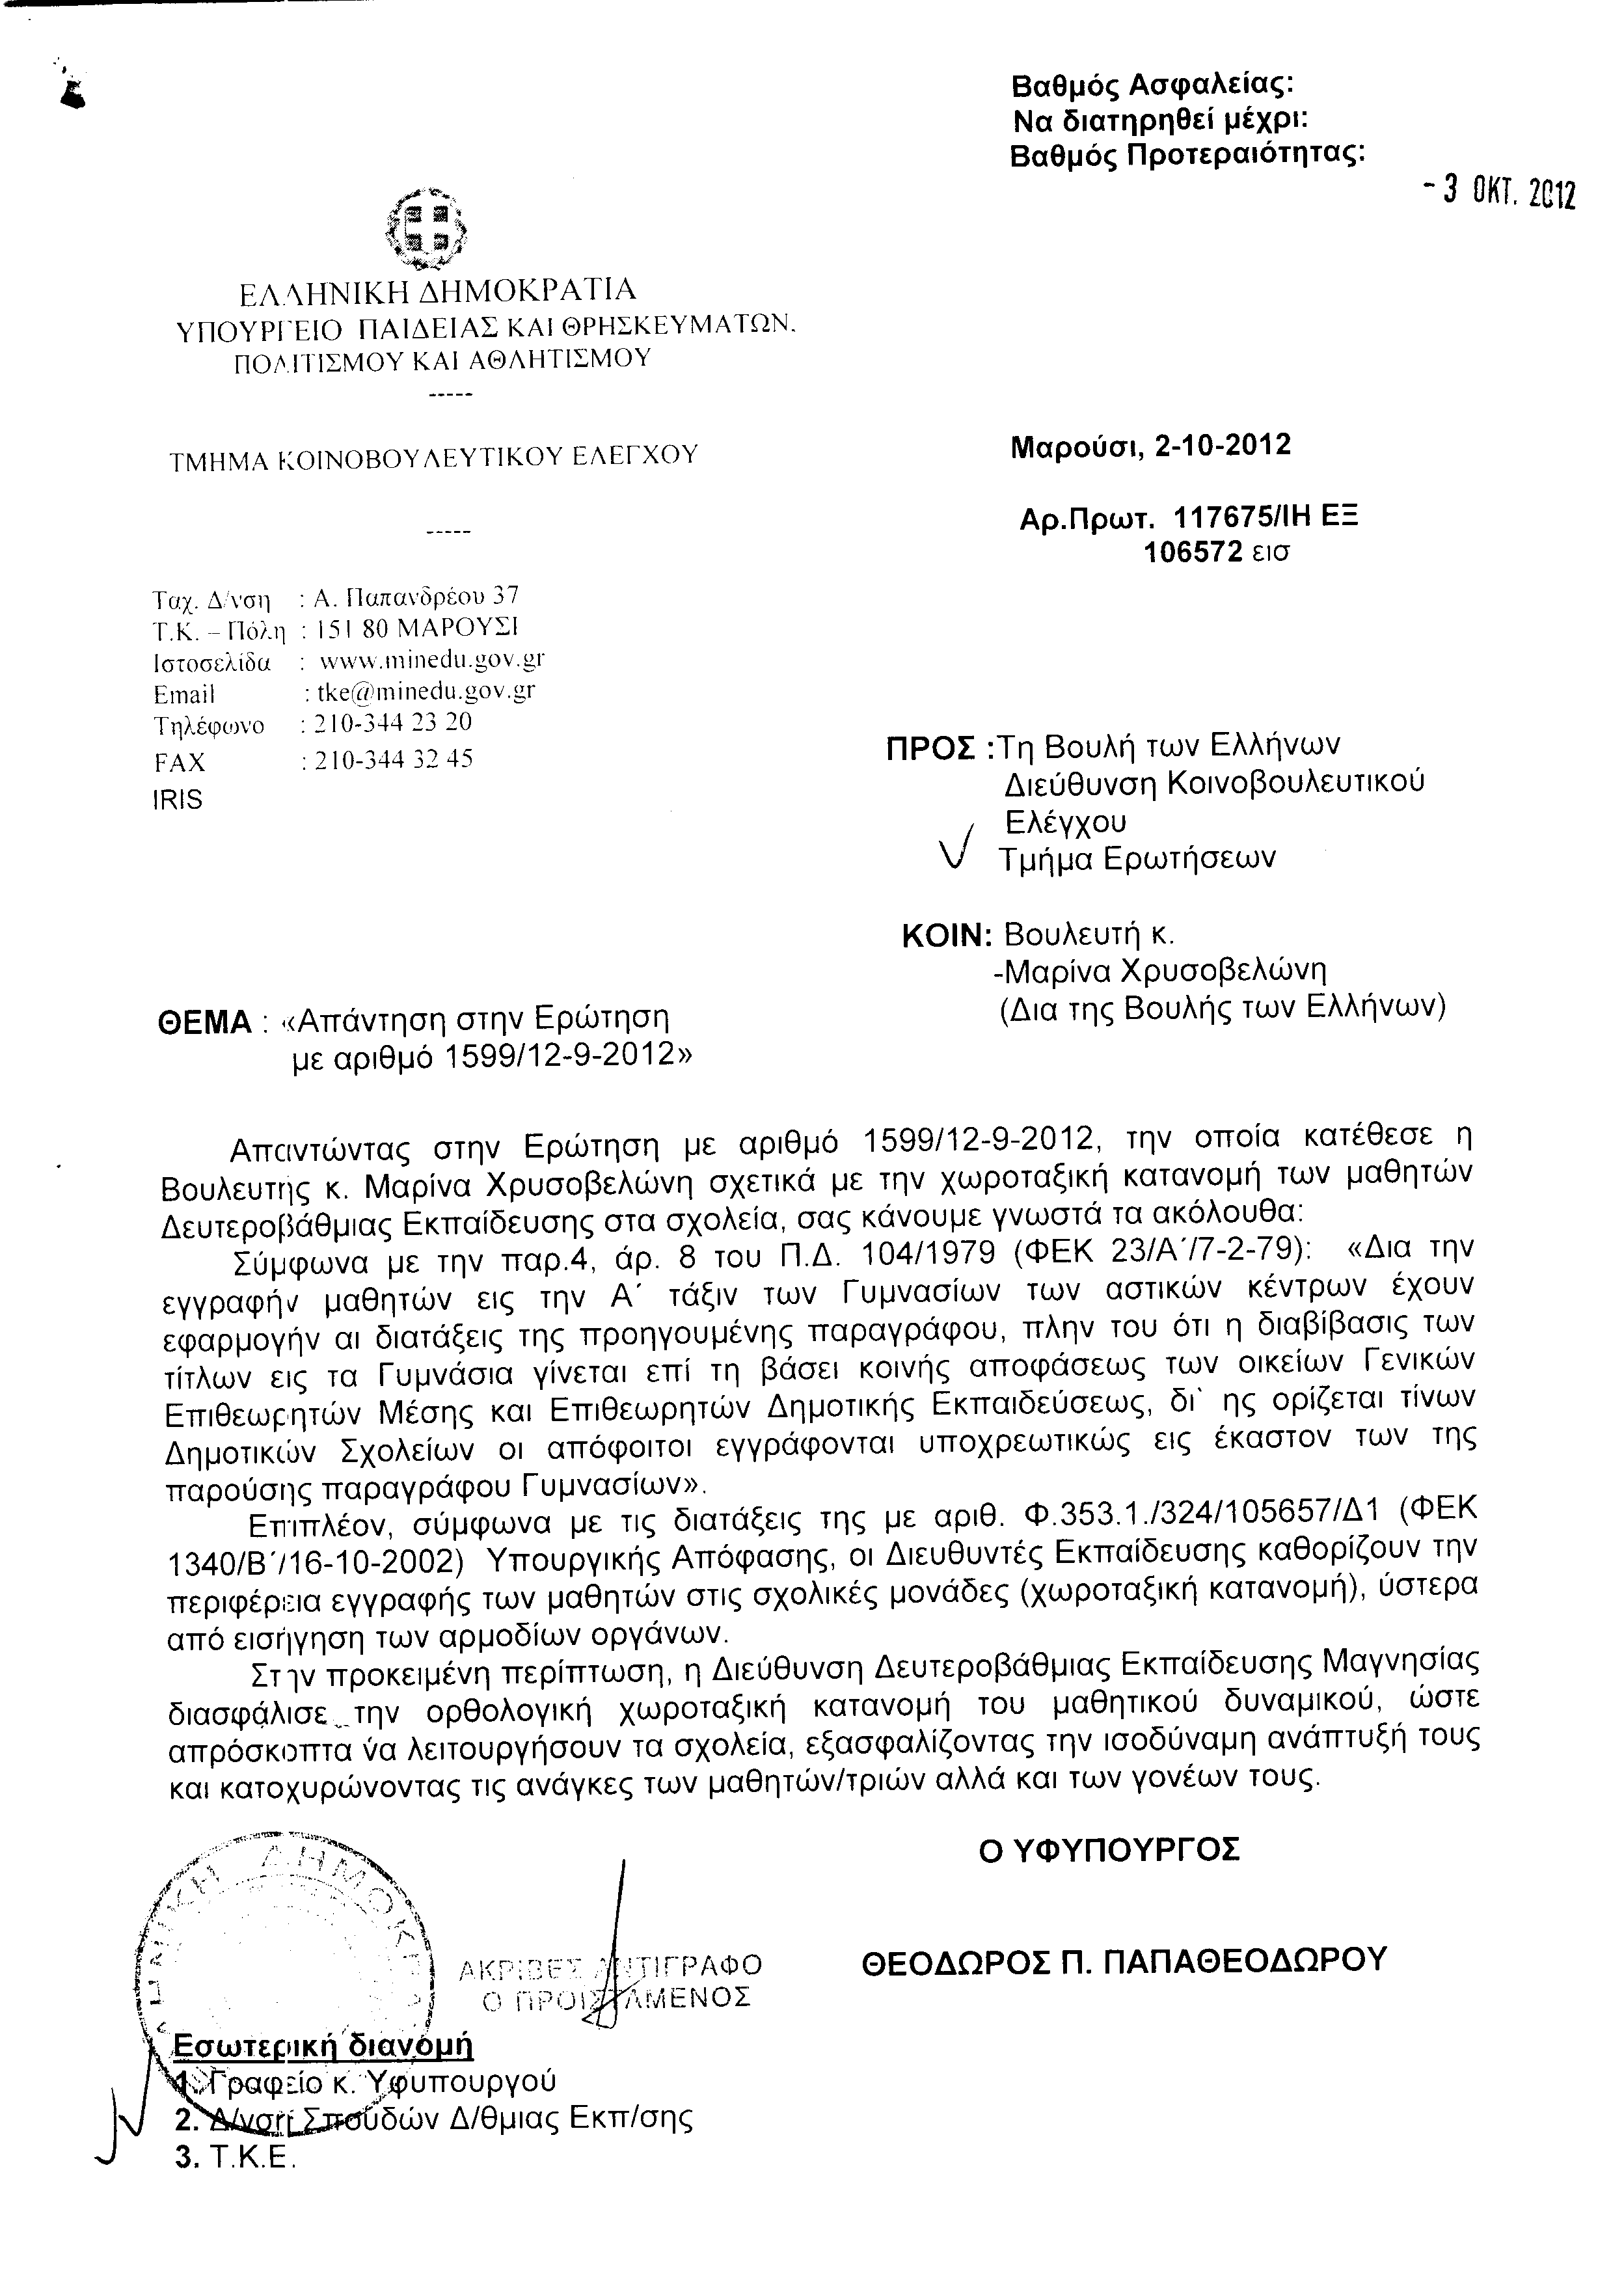 Βαθμός Ασφαλείας:
Να διατηρηθεί μέχρι:
Βαθμός Προτεραιότητας:
- 3 ΟΚΤ. 2012
ΕΛΛΗΝΙΚΗ ΔΗΜΟΚΡΑΤΙΑ
ΥΠΟΥΡΓΕΙΟ ΠΑΙΔΕΙΑΣ ΚΑΙ ΘΡΗΣΚΕΥΜΑΤΩΝ,
ΠΟΛΙΤΙΣΜΟΥ ΚΑΙ ΑΘΛΗΤΙΣΜΟΥ
-----
ΤΜΗΜΑ ΚΟΙΝΟΒΟΥΛΕΥΤΙΚΟΥ ΕΛΕΓΧΟΥ
-----
Μαρούσι, 2-10-2012
Αρ.Πρωτ. 117675/ΙΗ ΕΞ
106572 εισ
Ταχ. Δ/νση : Α. Παπανδρέου 37
Τ.Κ. – Πόλη : 151 80 ΜΑΡΟΥΣΙ
Ιστοσελίδα : www.minedu.gov.gr
Email : tke@minedu.gov.gr
Τηλέφωνο : 210-344 23 20
FAX : 210-344 32 45
IRIS
ΠΡΟΣ :Τη Βουλή των Ελλήνων
Διεύθυνση Κοινοβουλευτικού
Ελέγχου
Τμήμα Ερωτήσεων
ΚΟΙΝ: Βουλευτή κ.
-Μαρίνα Χρυσοβελώνη
(Δια της Βουλής των Ελλήνων)
ΘΕΜΑ : «Απάντηση στην Ερώτηση
με αριθμό 1599/12-9-2012»
Απαντώντας στην Ερώτηση με αριθμό 1599/12-9-2012, την οποία κατέθεσε η
Βουλευτής κ. Μαρίνα Χρυσοβελώνη σχετικά με την χωροταξική κατανομή των μαθητών
Δευτεροβάθμιας Εκπαίδευσης στα σχολεία, σας κάνουμε γνωστά τα ακόλουθα:
Σύμφωνα με την παρ.4, άρ. 8 του Π.Δ. 104/1979 (ΦΕΚ 23/Α΄/7-2-79): «Δια την
εγγραφήν μαθητών εις την Α΄ τάξιν των Γυμνασίων των αστικών κέντρων έχουν
εφαρμογήν αι διατάξεις της προηγουμένης παραγράφου, πλην του ότι η διαβίβασις των
τίτλων εις τα Γυμνάσια γίνεται επί τη βάσει κοινής αποφάσεως των οικείων Γενικών
Επιθεωρητών Μέσης και Επιθεωρητών Δημοτικής Εκπαιδεύσεως, δι΄ ης ορίζεται τίνων
Δημοτικών Σχολείων οι απόφοιτοι εγγράφονται υποχρεωτικώς εις έκαστον των της
παρούσης παραγράφου Γυμνασίων».
Επιπλέον, σύμφωνα με τις διατάξεις της με αριθ. Φ.353.1./324/105657/Δ1 (ΦΕΚ
1340/Β΄/16-10-2002) Υπουργικής Απόφασης, οι Διευθυντές Εκπαίδευσης καθορίζουν την
περιφέρεια εγγραφής των μαθητών στις σχολικές μονάδες (χωροταξική κατανομή), ύστερα
από εισήγηση των αρμοδίων οργάνων.
Στην προκειμένη περίπτωση, η Διεύθυνση Δευτεροβάθμιας Εκπαίδευσης Μαγνησίας
διασφάλισε την ορθολογική χωροταξική κατανομή του μαθητικού δυναμικού, ώστε
απρόσκοπτα να λειτουργήσουν τα σχολεία, εξασφαλίζοντας την ισοδύναμη ανάπτυξή τους
και κατοχυρώνοντας τις ανάγκες των μαθητών/τριών αλλά και των γονέων τους.
Ο ΥΦΥΠΟΥΡΓΟΣ
ΘΕΟΔΩΡΟΣ Π. ΠΑΠΑΘΕΟΔΩΡΟΥ
ΑΚΡΙΒΕΣ ΑΝΤΙΓΡΑΦΟ
Ο ΠΡΟΪΣΤΑΜΕΝΟΣ
Εσωτερική διανομή
1. Γραφείο κ. Υφυπουργού
2. Δ/νση Σπουδών Δ/θμιας Εκπ/σης
3. Τ.Κ.Ε.